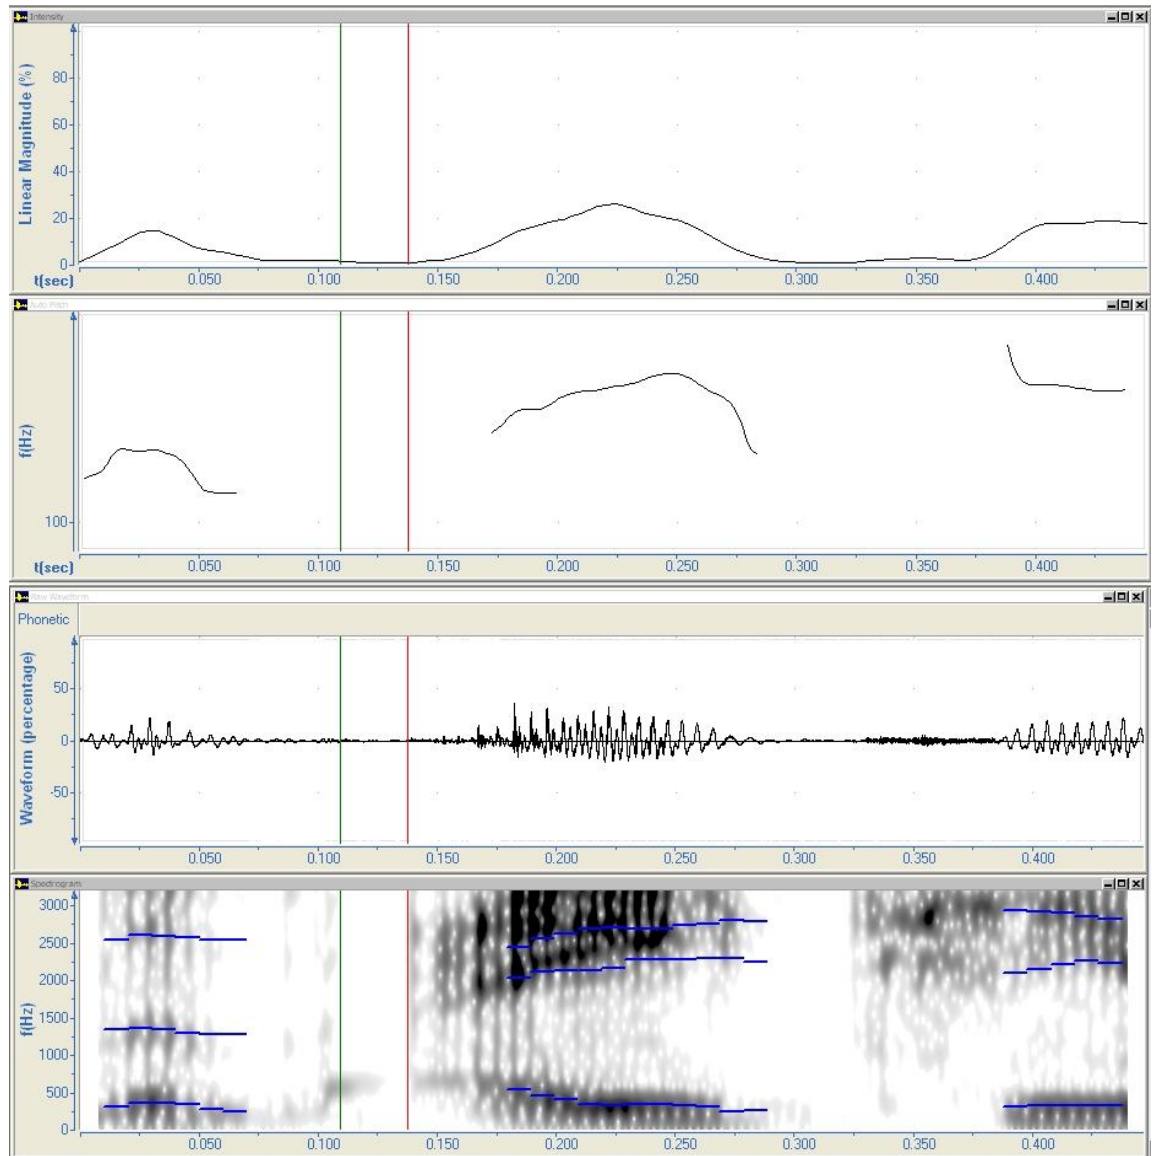 Intensity
Linear Magnitude (%)
80
60
40
20
0
t(sec) 0.050 0.100 0.150 0.200 0.250 0.300 0.350 0.400
Auto Pitch
f(Hz)
100
t(sec) 0.050 0.100 0.150 0.200 0.250 0.300 0.350 0.400
Raw Waveform
Phonetic
Waveform (percentage)
50
0
-50
0.050 0.100 0.150 0.200 0.250 0.300 0.350 0.400
Spectrogram
f(Hz)
3000
2500
2000
1500
1000
500
0
0.050 0.100 0.150 0.200 0.250 0.300 0.350 0.400